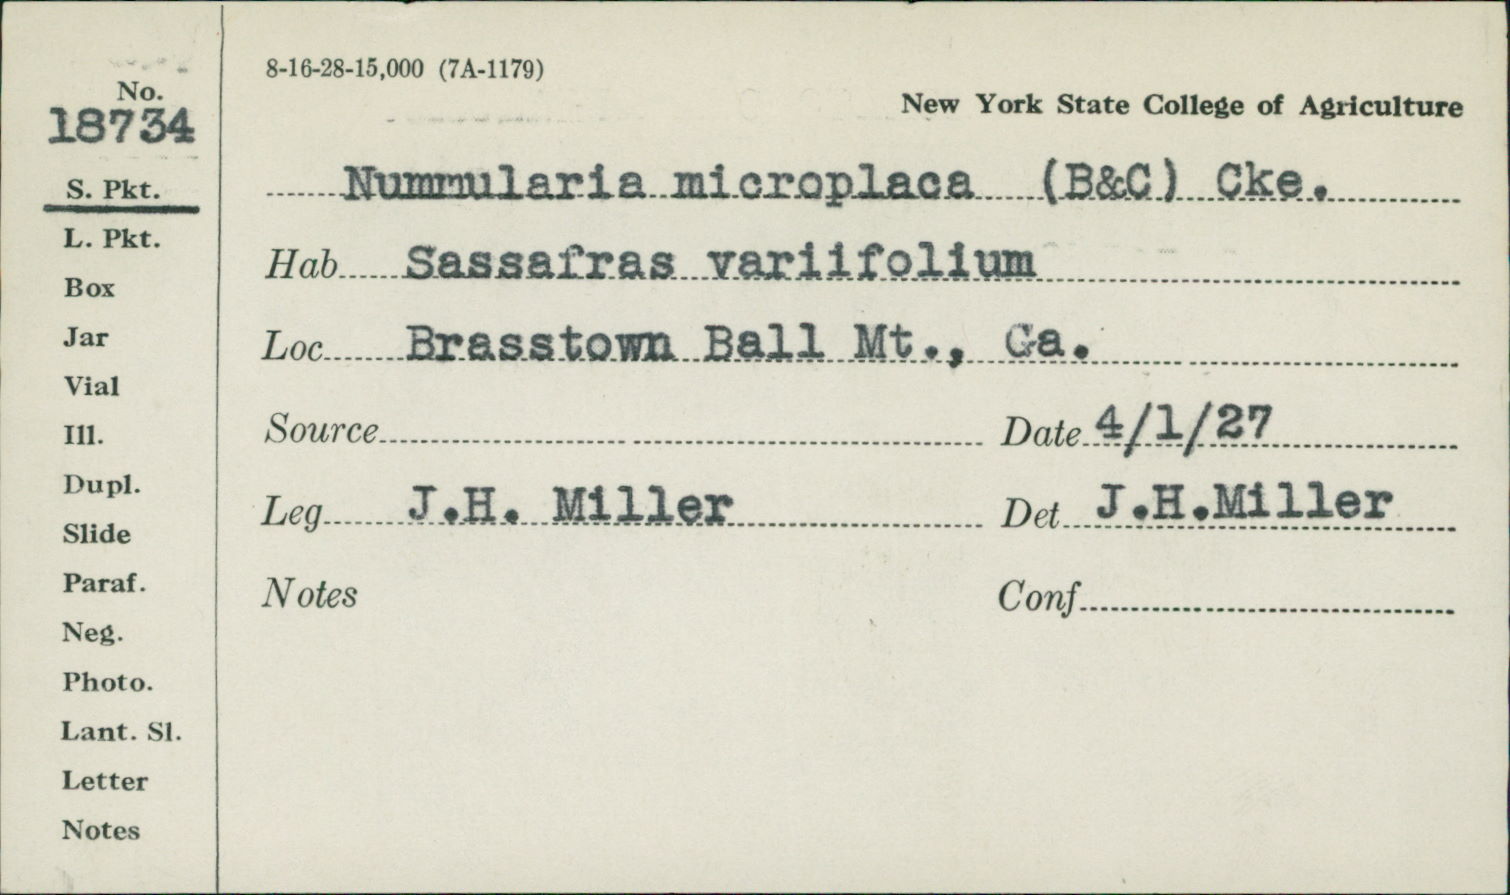 No.
18734
S. Pkt.
L. Pkt.
Box
Jar
Vial
Ill.
Dupl.
Slide
Paraf.
Neg.
Photo.
Lant. Sl.
Letter
Notes
8-16-28-15,000 (7A-1179)
New York State College of Agriculture
Nummularia microplaca (B&C) Cke.
Hab Sassafras variifolium
Loc Brasstown Ball Mt., Ga.
Source Date 4/1/27
Leg J.H. Miller Det J.H.Miller
Notes Conf